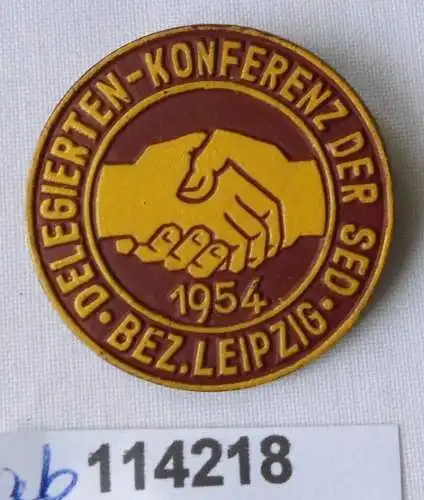 DELEGIERTEN-KONFERENZ DER SED
1954
· BEZ. LEIPZIG ·
114218